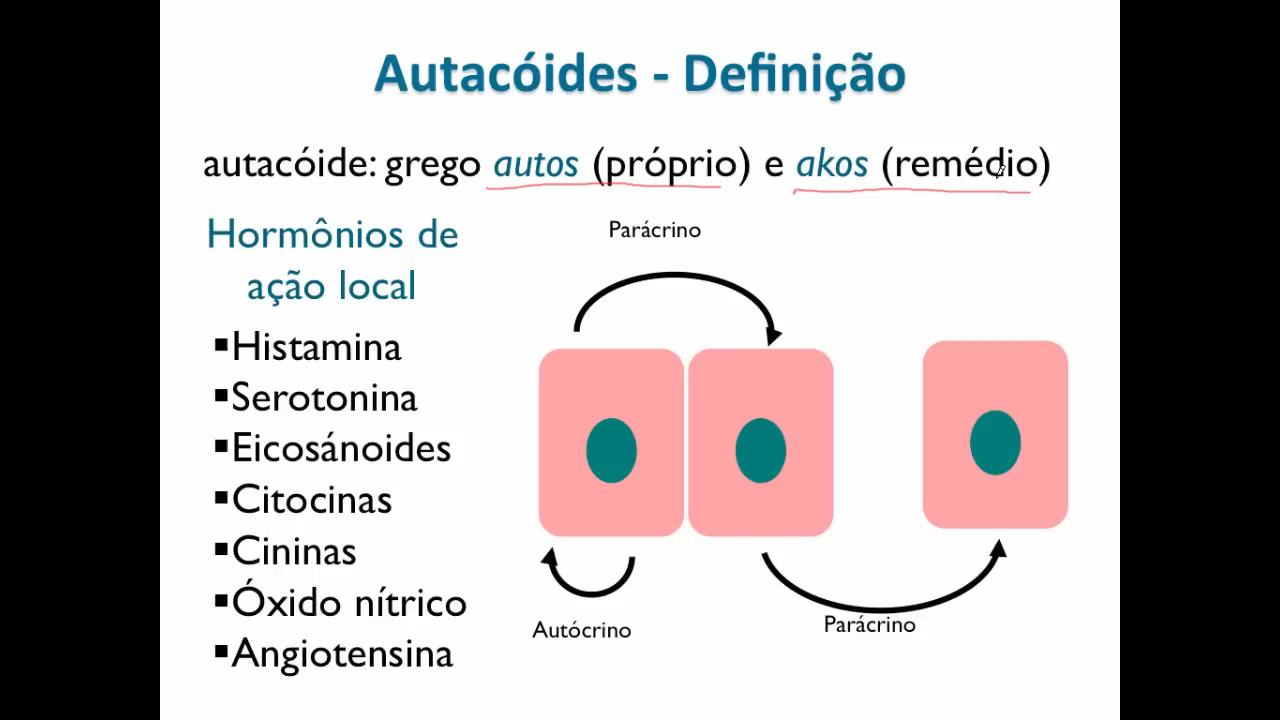 Autacóides - Definição
autacóide: grego autos (próprio) e akos (remédio)
Hormônios de
ação local
▪Histamina
▪Serotonina
▪Eicosánoides
▪Citocinas
▪Cininas
▪Óxido nítrico
▪Angiotensina
Parácrino
Autócrino
Parácrino